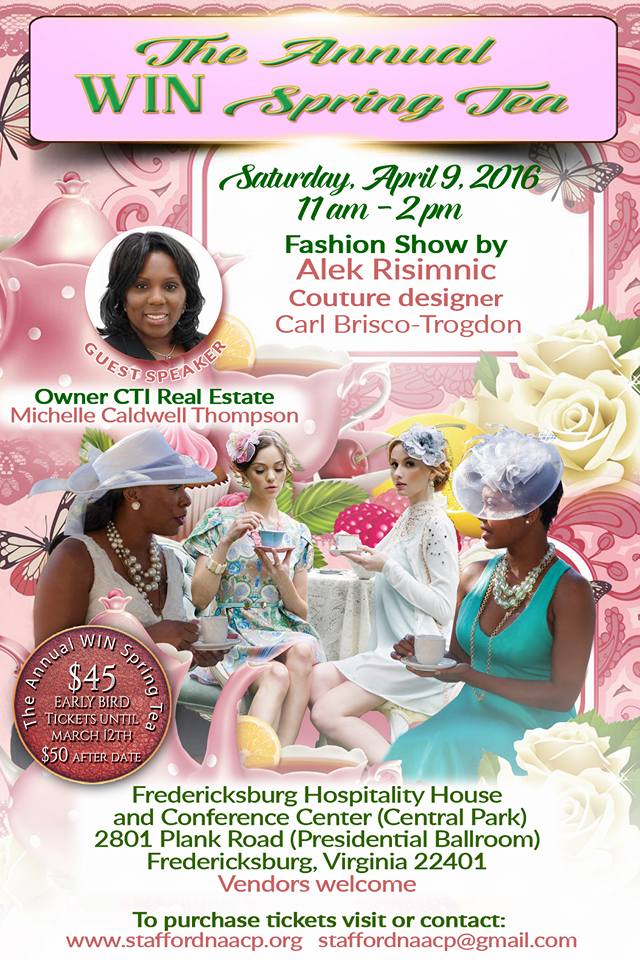 The Annual
WIN Spring Tea
Saturday, April 9, 2016
11 am – 2 pm
Fashion Show by
Alek Risimnic
Couture designer
Carl Brisco-Trogdon
GUEST SPEAKER
Owner CTI Real Estate
Michelle Caldwell Thompson
The Annual WIN Spring Tea
$45
EARLY BIRD
TICKETS UNTIL
MARCH 12TH
$50 AFTER DATE
Fredericksburg Hospitality House
and Conference Center (Central Park)
2801 Plank Road (Presidential Ballroom)
Fredericksburg, Virginia 22401
Vendors welcome
To purchase tickets visit or contact:
www.staffordnaacp.org staffordnaacp@gmail.com